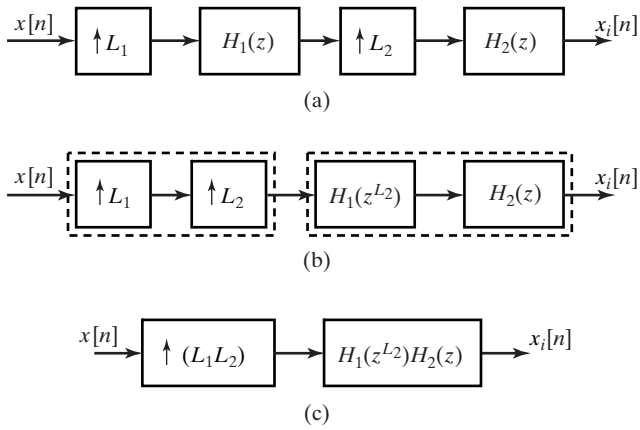 x[n] ↑ L₁ H₁(z) ↑ L₂ H₂(z) xᵢ[n]
(a)
x[n] ↑ L₁ ↑ L₂ H₁(z^{L₂}) H₂(z) xᵢ[n]
(b)
x[n] ↑ (L₁L₂) H₁(z^{L₂})H₂(z) xᵢ[n]
(c)